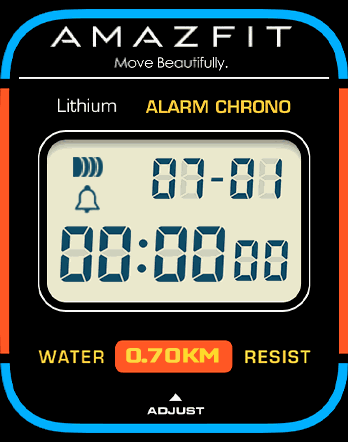 AMAZFIT
Move Beautifully.
Lithium ALARM CHRONO
07-01
00:00 00
WATER 0.70KM RESIST
ADJUST